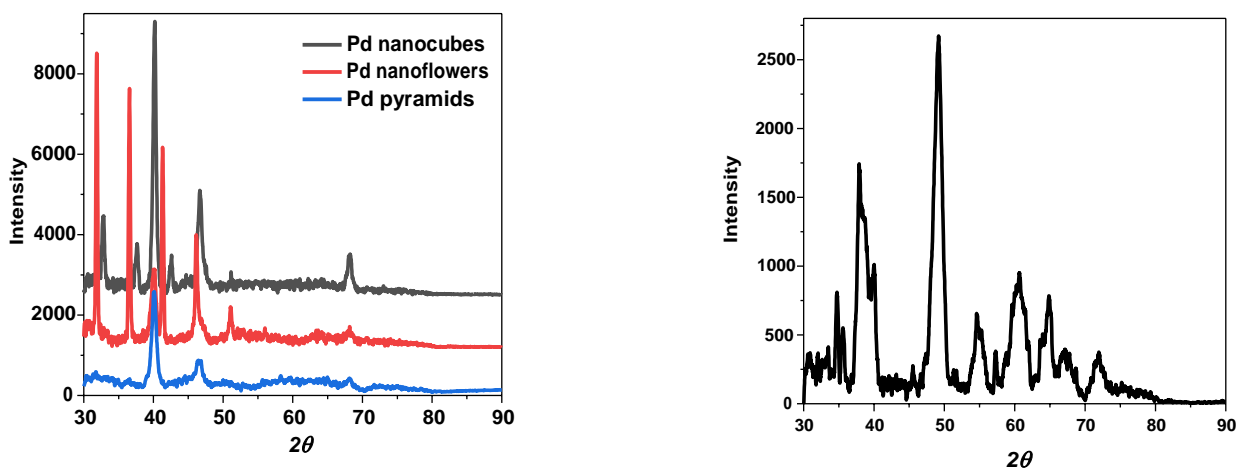 Pd nanocubes
Pd nanoflowers
Pd pyramids
Intensity
8000
6000
4000
2000
0
30 40 50 60 70 80 90
2θ
Intensity
2500
2000
1500
1000
500
0
30 40 50 60 70 80 90
2θ